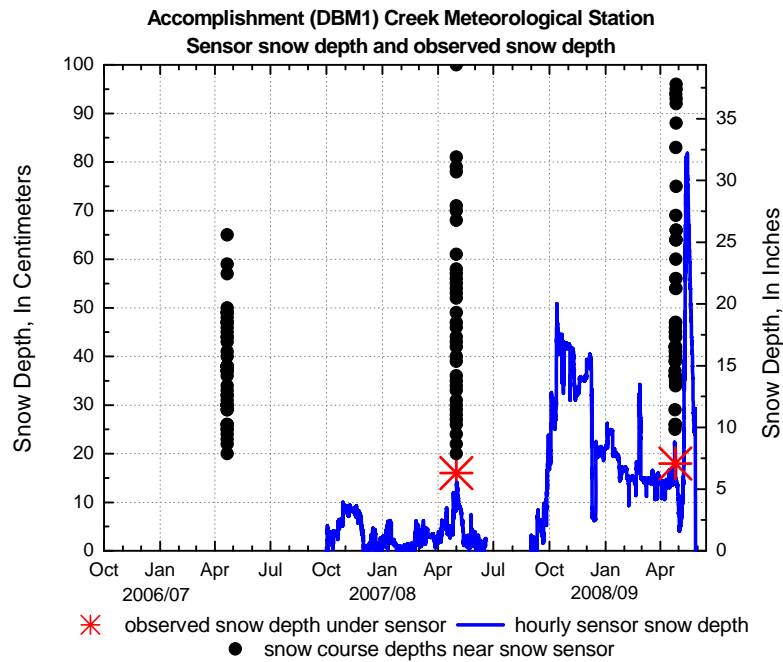 Accomplishment (DBM1) Creek Meteorological Station
Sensor snow depth and observed snow depth
Snow Depth, In Centimeters
100
90
80
70
60
50
40
30
20
10
0
35
30
25
20
15
10
5
0
Snow Depth, In Inches
Oct Jan Apr Jul Oct Jan Apr Jul Oct Jan Apr
2006/07 2007/08 2008/09
observed snow depth under sensor hourly sensor snow depth
snow course depths near snow sensor